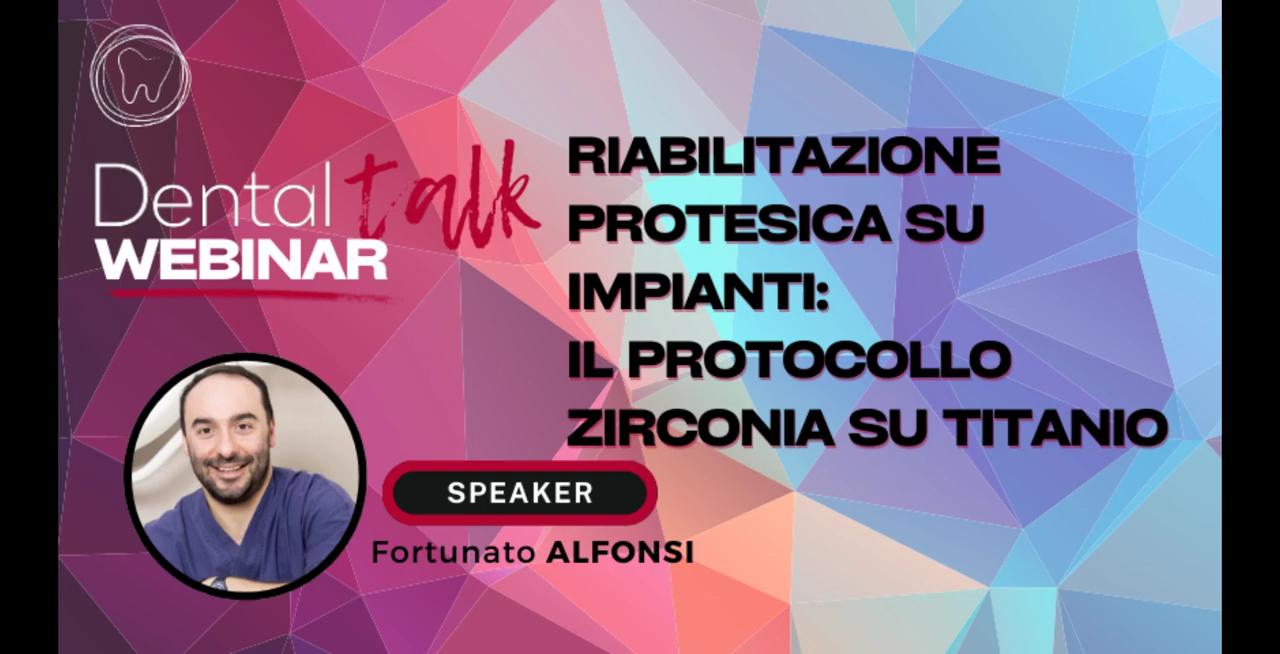 Dental talk
WEBINAR
RIABILITAZIONE
PROTESICA SU
IMPIANTI:
IL PROTOCOLLO
ZIRCONIA SU TITANIO
SPEAKER
Fortunato ALFONSI